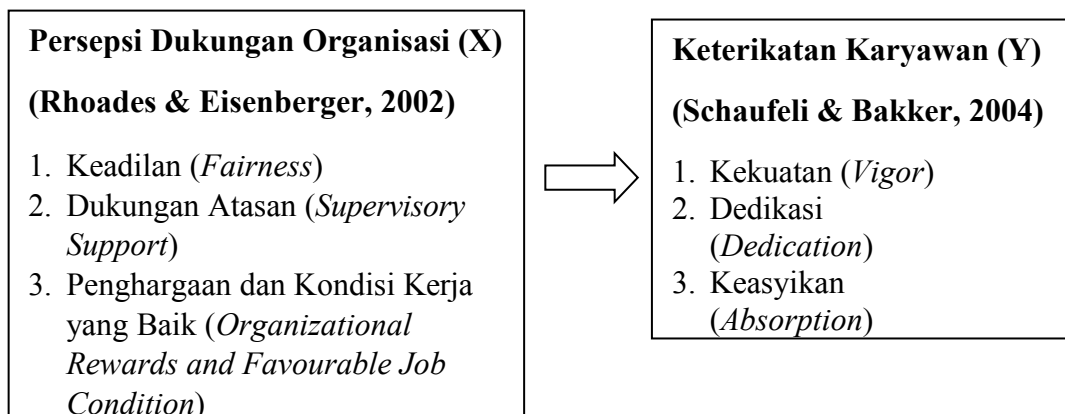 Persepsi Dukungan Organisasi (X)
(Rhoades & Eisenberger, 2002)
1. Keadilan (Fairness)
2. Dukungan Atasan (Supervisory
Support)
3. Penghargaan dan Kondisi Kerja
yang Baik (Organizational
Rewards and Favourable Job
Condition)
Keterikatan Karyawan (Y)
(Schaufeli & Bakker, 2004)
1. Kekuatan (Vigor)
2. Dedikasi
(Dedication)
3. Keasyikan
(Absorption)